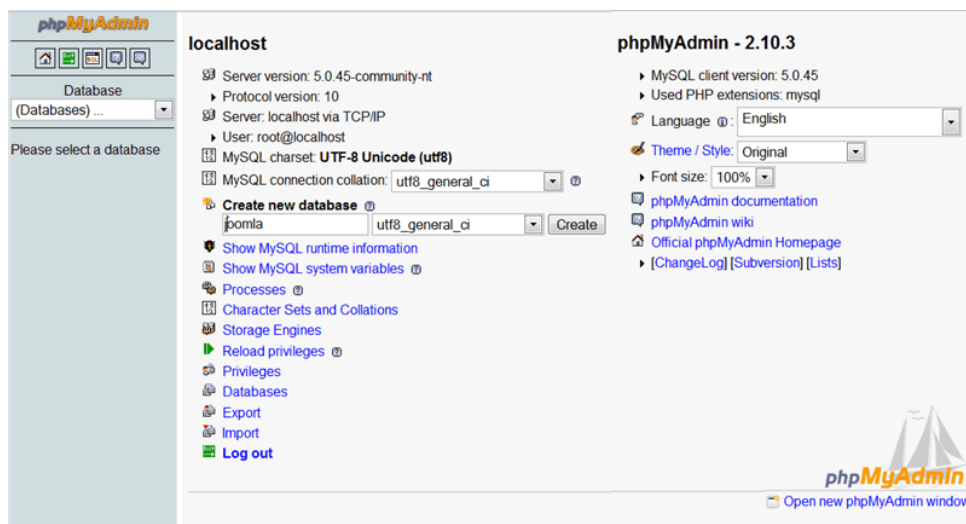 phpMyAdmin
SQL
Database
(Databases) ...
Please select a database
localhost
Server version: 5.0.45-community-nt
Protocol version: 10
Server: localhost via TCP/IP
User: root@localhost
MySQL charset: UTF-8 Unicode (utf8)
MySQL connection collation: utf8_general_ci
Create new database
joomla utf8_general_ci Create
Show MySQL runtime information
Show MySQL system variables
Processes
Character Sets and Collations
Storage Engines
Reload privileges
Privileges
Databases
Export
Import
Log out
phpMyAdmin - 2.10.3
MySQL client version: 5.0.45
Used PHP extensions: mysql
Language : English
Theme / Style: Original
Font size: 100%
phpMyAdmin documentation
phpMyAdmin wiki
Official phpMyAdmin Homepage
[ChangeLog] [Subversion] [Lists]
phpMyAdmin
Open new phpMyAdmin window